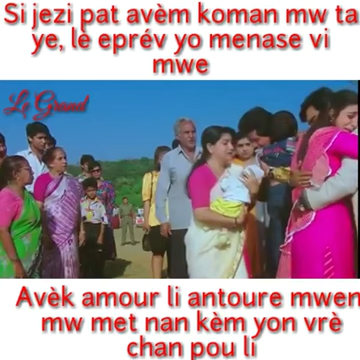 Si jezi pat avèm koman mw ta
ye, lè eprév yo menase vi
mwe
Le Grand
Avèk amour li antoure mwen
mw met nan kèm yon vrè
chan pou li